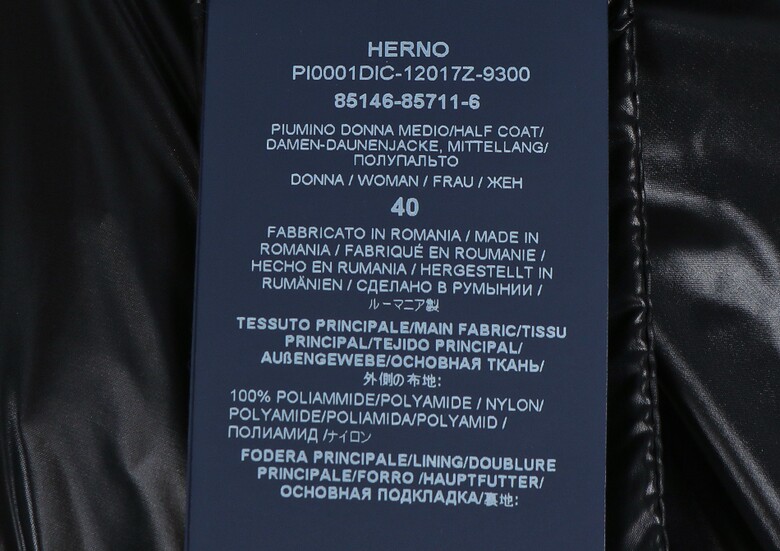 HERNO
PI0001DIC-12017Z-9300
85146-85711-6
PIUMINO DONNA MEDIO/HALF COAT/
DAMEN-DAUNENJACKE, MITTELLANG/
ПОЛУПАЛЬТО
DONNA / WOMAN / FRAU / ЖЕН
40
FABBRICATO IN ROMANIA / MADE IN
ROMANIA / FABRIQUÉ EN ROUMANIE /
HECHO EN RUMANIA / HERGESTELLT IN
RUMÄNIEN / СДЕЛАНО В РУМЫНИИ /
ルーマニア製
TESSUTO PRINCIPALE/MAIN FABRIC/TISSU
PRINCIPAL/TEJIDO PRINCIPAL/
AUßENGEWEBE/ОСНОВНАЯ ТКАНЬ/
外側の布地:
100% POLIAMMIDE/POLYAMIDE / NYLON/
POLYAMIDE/POLIAMIDA/POLYAMID /
ПОЛИАМИД /ナイロン
FODERA PRINCIPALE/LINING/DOUBLURE
PRINCIPALE/FORRO /HAUPTFUTTER/
ОСНОВНАЯ ПОДКЛАДКА/裏地: